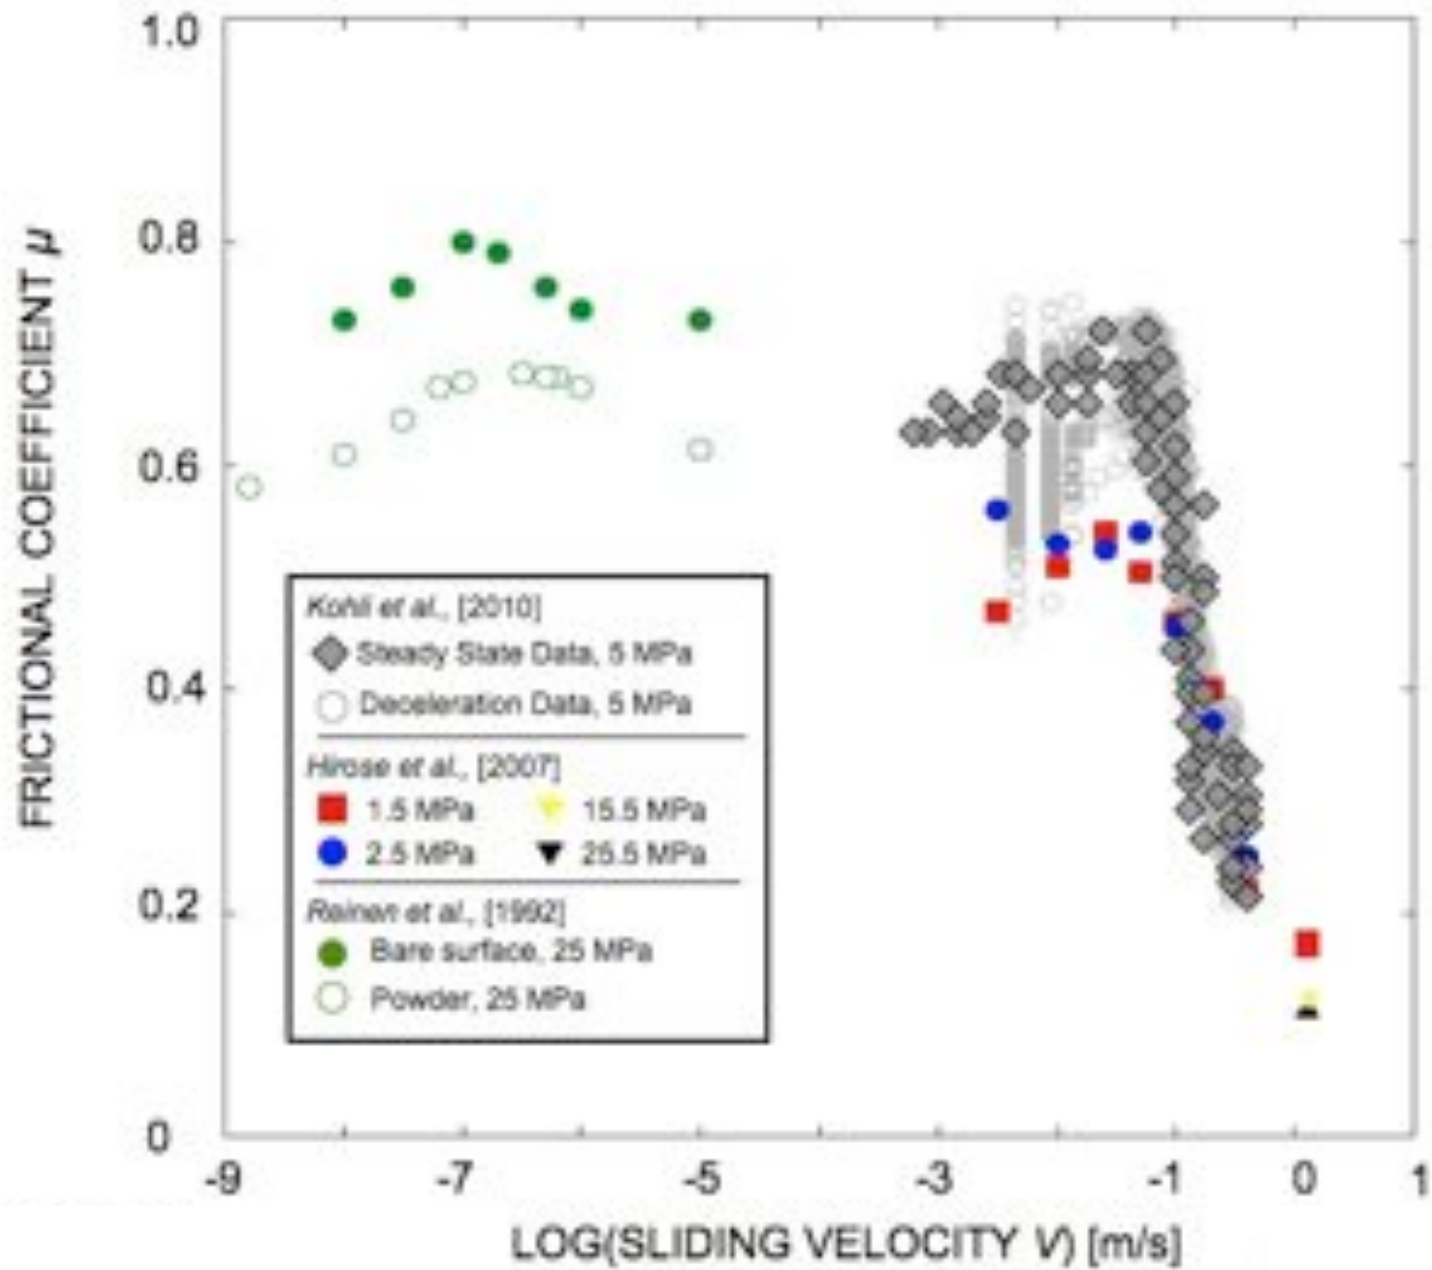 1.0
0.8
0.6
0.4
0.2
0
FRICTIONAL COEFFICIENT μ
Kohli et al., [2010]
Steady State Data, 5 MPa
Deceleration Data, 5 MPa
Hirose et al., [2007]
1.5 MPa 15.5 MPa
2.5 MPa 25.5 MPa
Reinen et al., [1992]
Bare surface, 25 MPa
Powder, 25 MPa
-9 -7 -5 -3 -1 0 1
LOG(SLIDING VELOCITY V) [m/s]